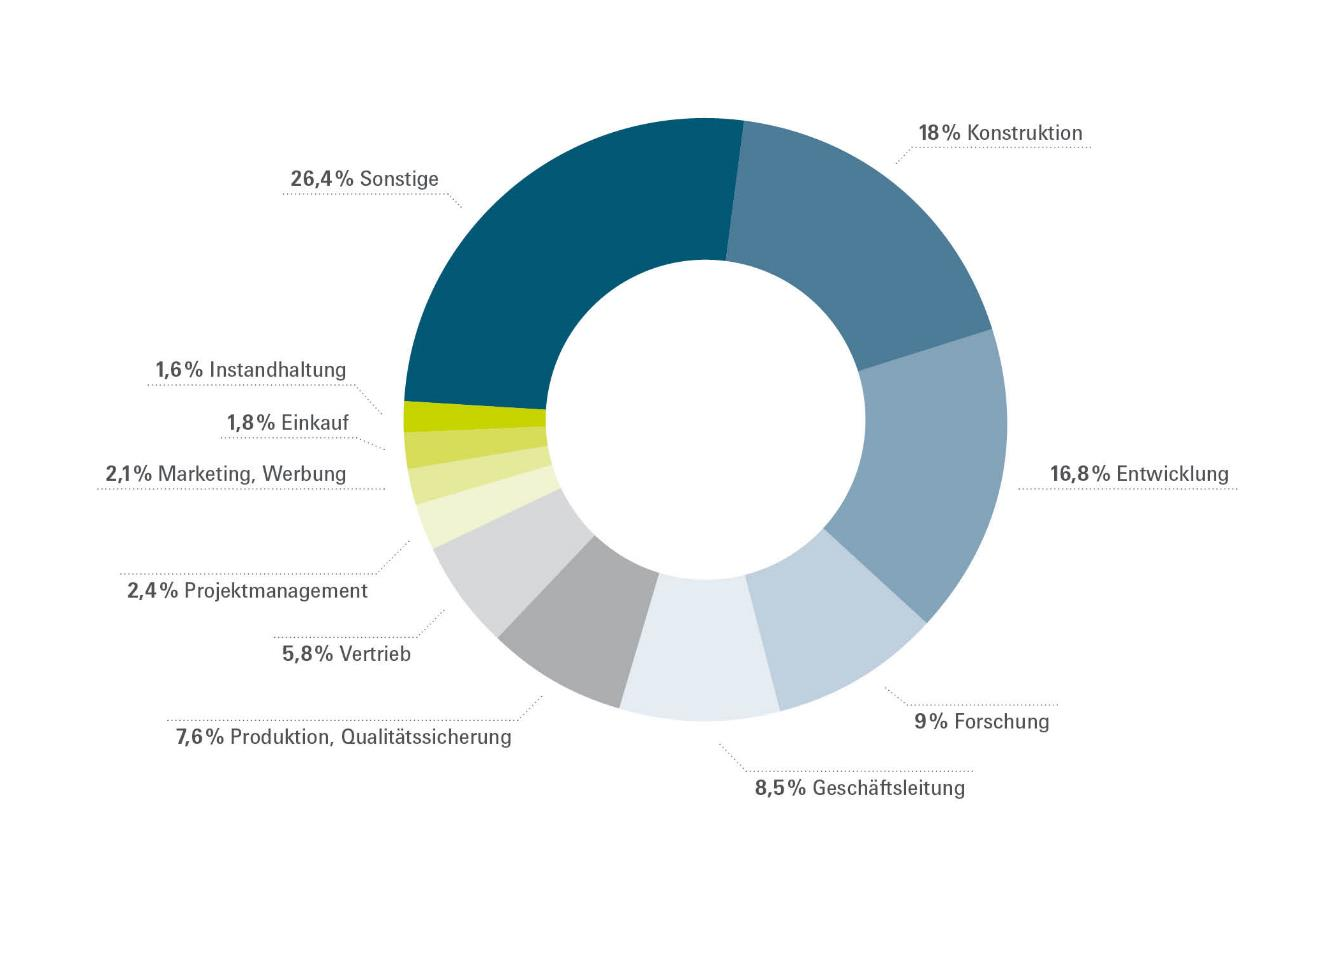 18% Konstruktion
26,4% Sonstige
1,6% Instandhaltung
1,8% Einkauf
2,1% Marketing, Werbung
16,8% Entwicklung
2,4% Projektmanagement
5,8% Vertrieb
9% Forschung
7,6% Produktion, Qualitätssicherung
8,5% Geschäftsleitung